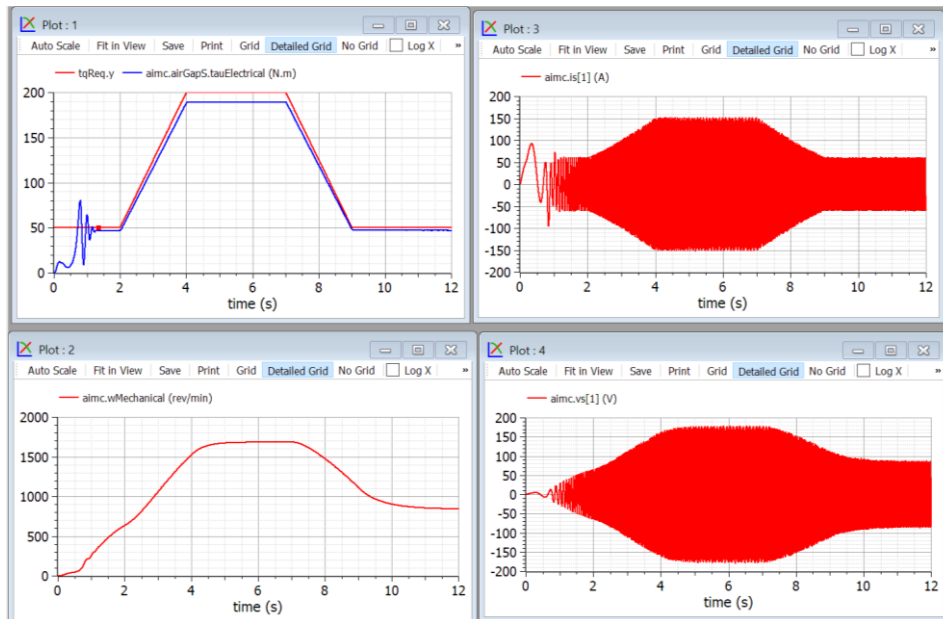 Plot : 1
Auto Scale Fit in View Save Print Grid Detailed Grid No Grid Log X »
tqReq.y aimc.airGapS.tauElectrical (N.m)
200
150
100
50
0
0 2 4 6 8 10 12
time (s)
Plot : 3
Auto Scale Fit in View Save Print Grid Detailed Grid No Grid Log X »
aimc.is[1] (A)
200
150
100
50
0
-50
-100
-150
-200
0 2 4 6 8 10 12
time (s)
Plot : 2
Auto Scale Fit in View Save Print Grid Detailed Grid No Grid Log X »
aimc.wMechanical (rev/min)
2000
1500
1000
500
0
0 2 4 6 8 10 12
time (s)
Plot : 4
Auto Scale Fit in View Save Print Grid Detailed Grid No Grid Log X »
aimc.vs[1] (V)
200
150
100
50
0
-50
-100
-150
-200
0 2 4 6 8 10 12
time (s)